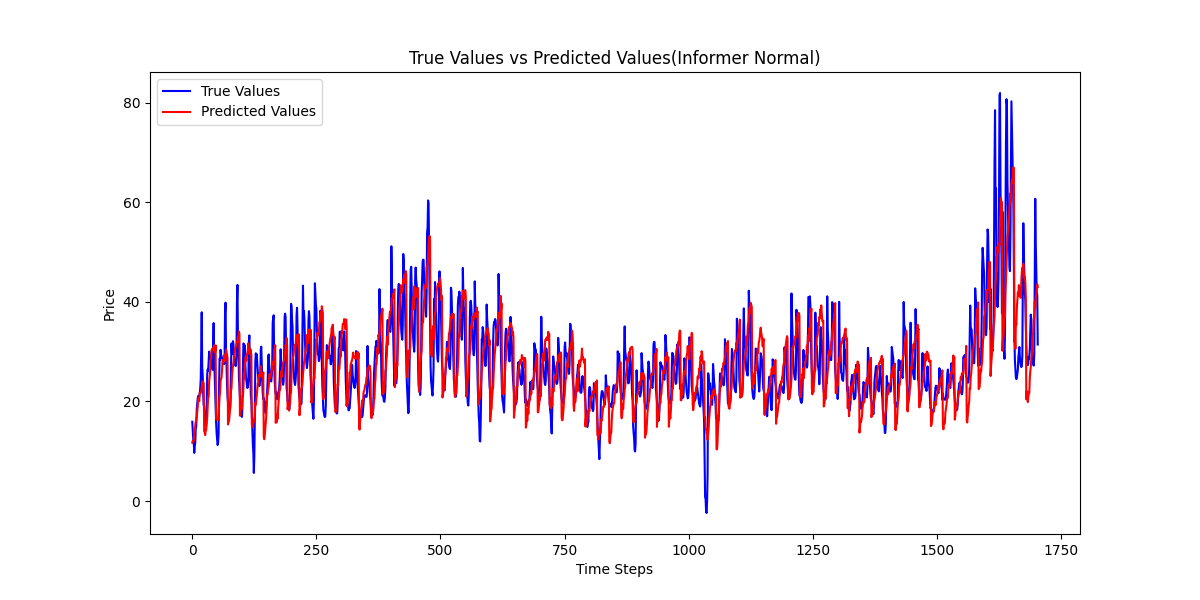 True Values vs Predicted Values(Informer Normal)
True Values
Predicted Values
Price
80
60
40
20
0
0 250 500 750 1000 1250 1500 1750
Time Steps